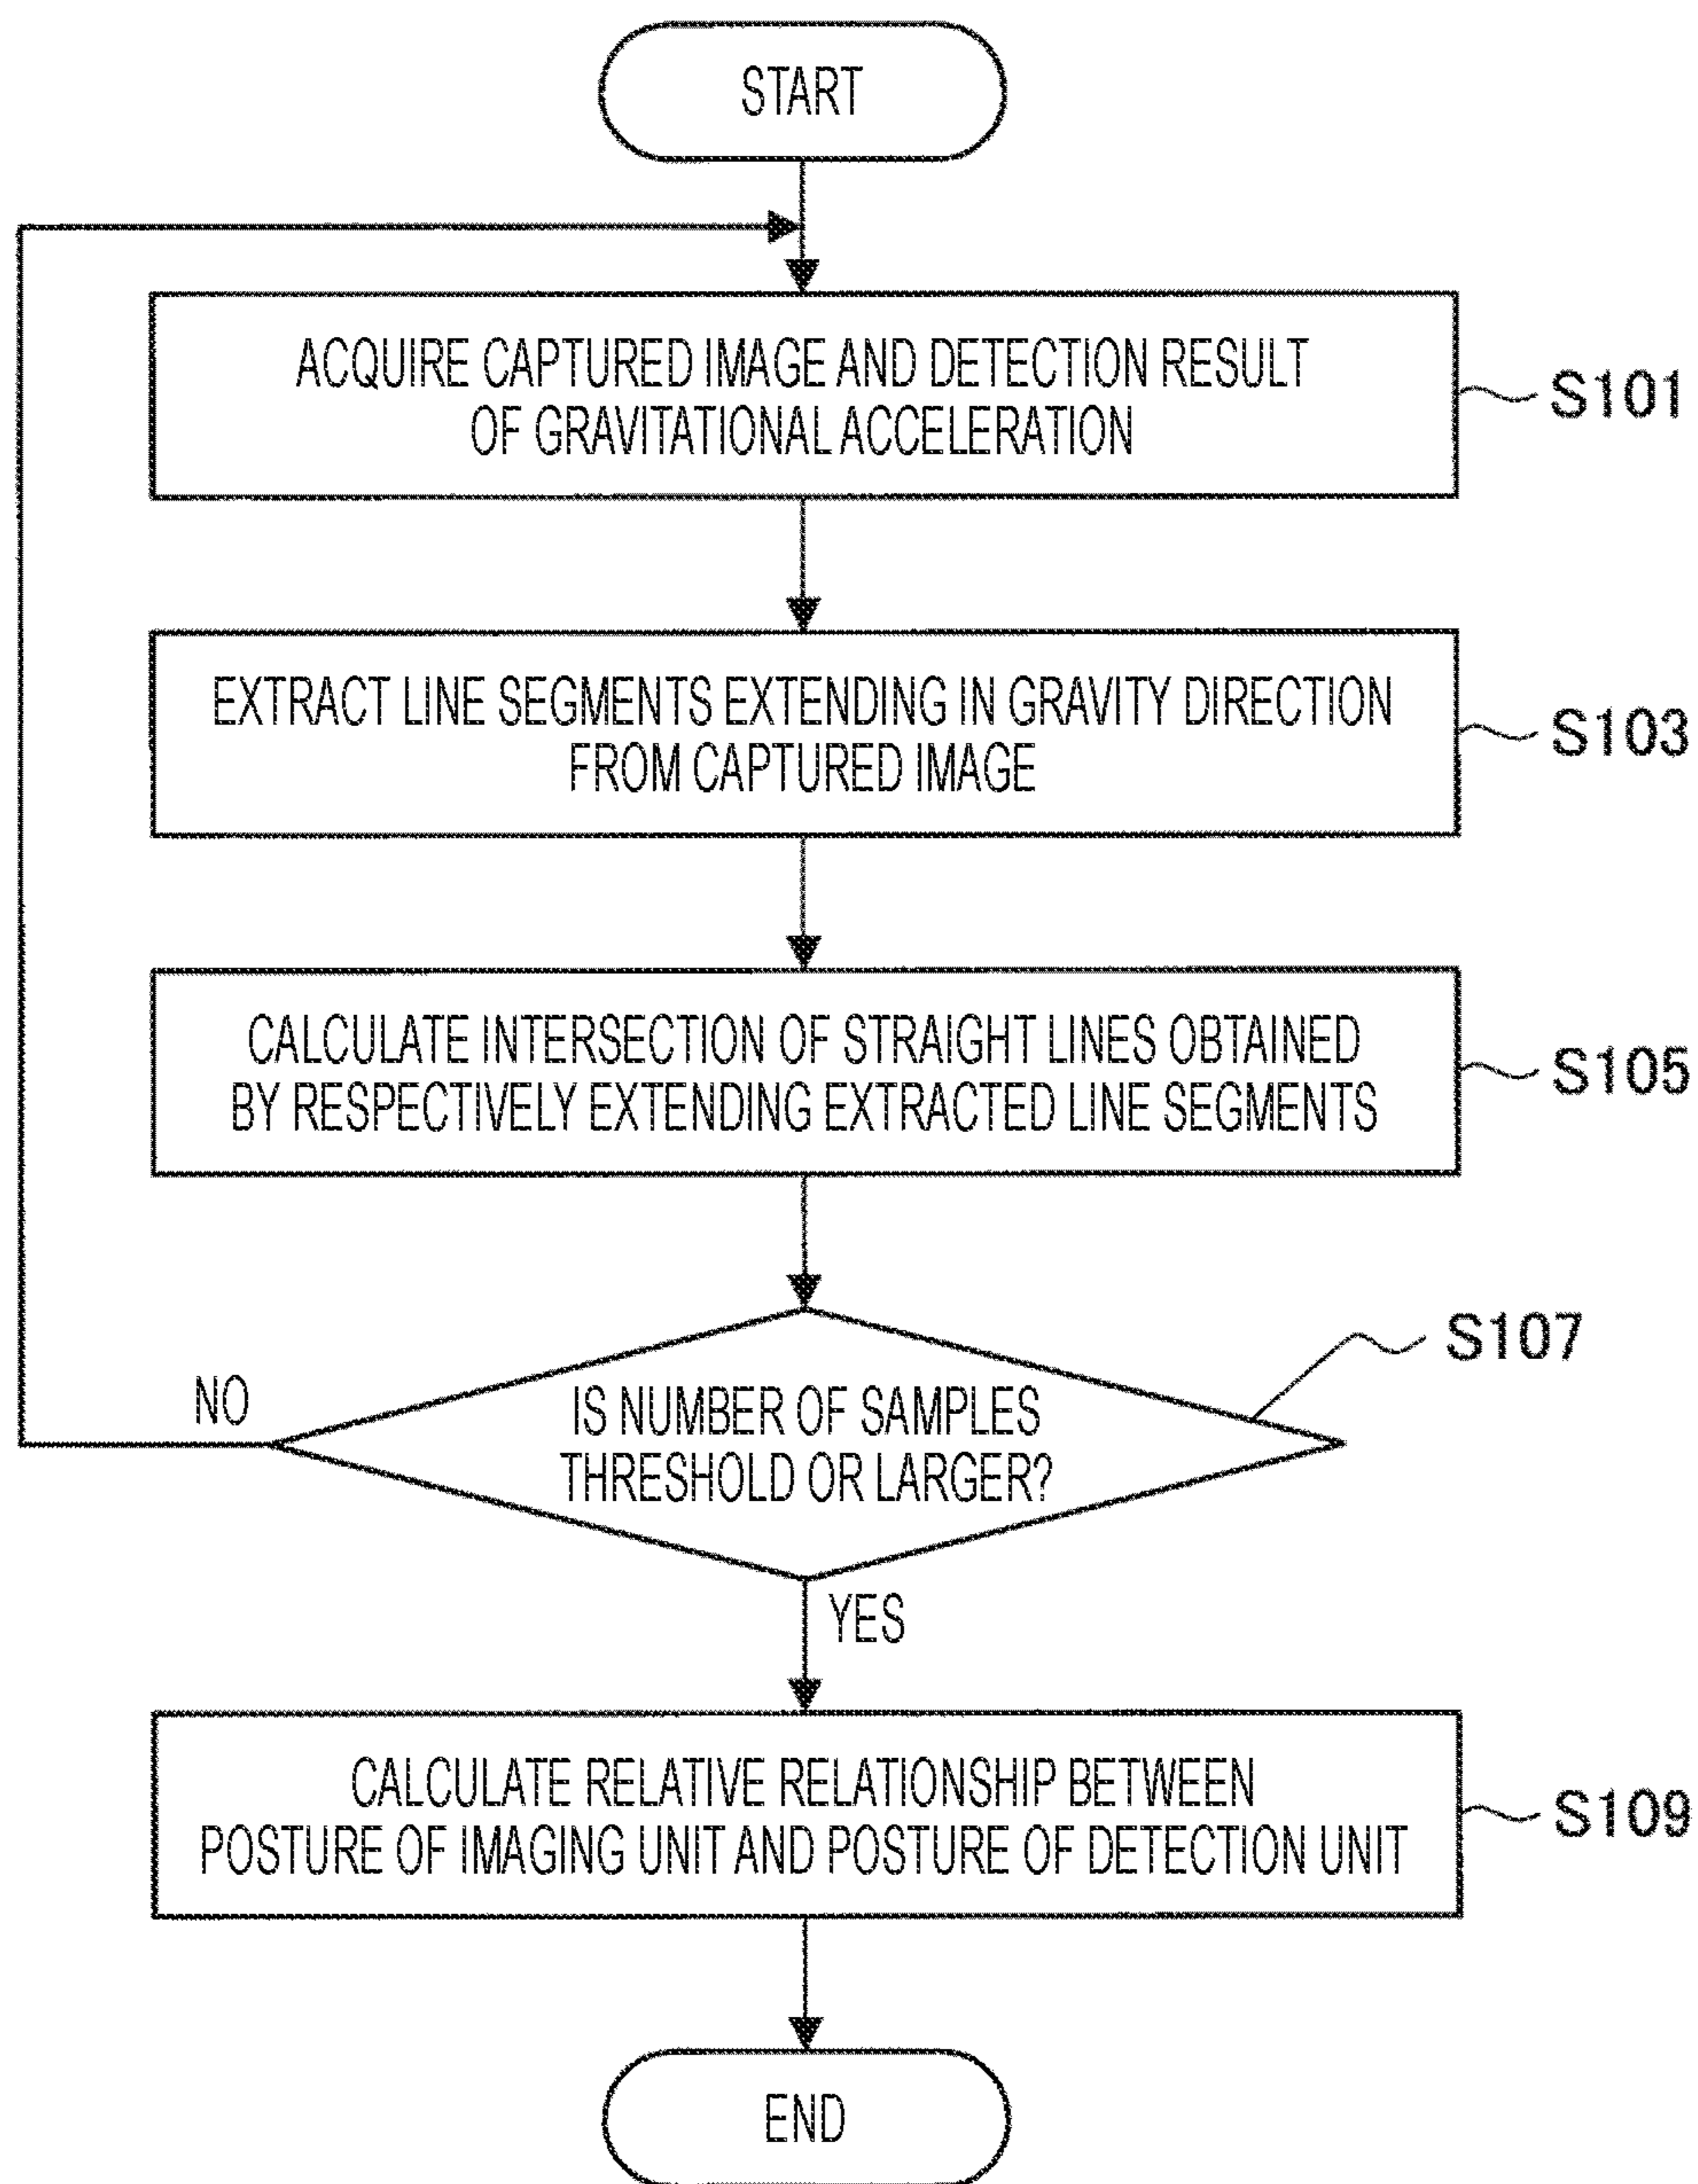 START
ACQUIRE CAPTURED IMAGE AND DETECTION RESULT
OF GRAVITATIONAL ACCELERATION
S101
EXTRACT LINE SEGMENTS EXTENDING IN GRAVITY DIRECTION
FROM CAPTURED IMAGE
S103
CALCULATE INTERSECTION OF STRAIGHT LINES OBTAINED
BY RESPECTIVELY EXTENDING EXTRACTED LINE SEGMENTS
S105
S107
NO
IS NUMBER OF SAMPLES
THRESHOLD OR LARGER?
YES
CALCULATE RELATIVE RELATIONSHIP BETWEEN
POSTURE OF IMAGING UNIT AND POSTURE OF DETECTION UNIT
S109
END